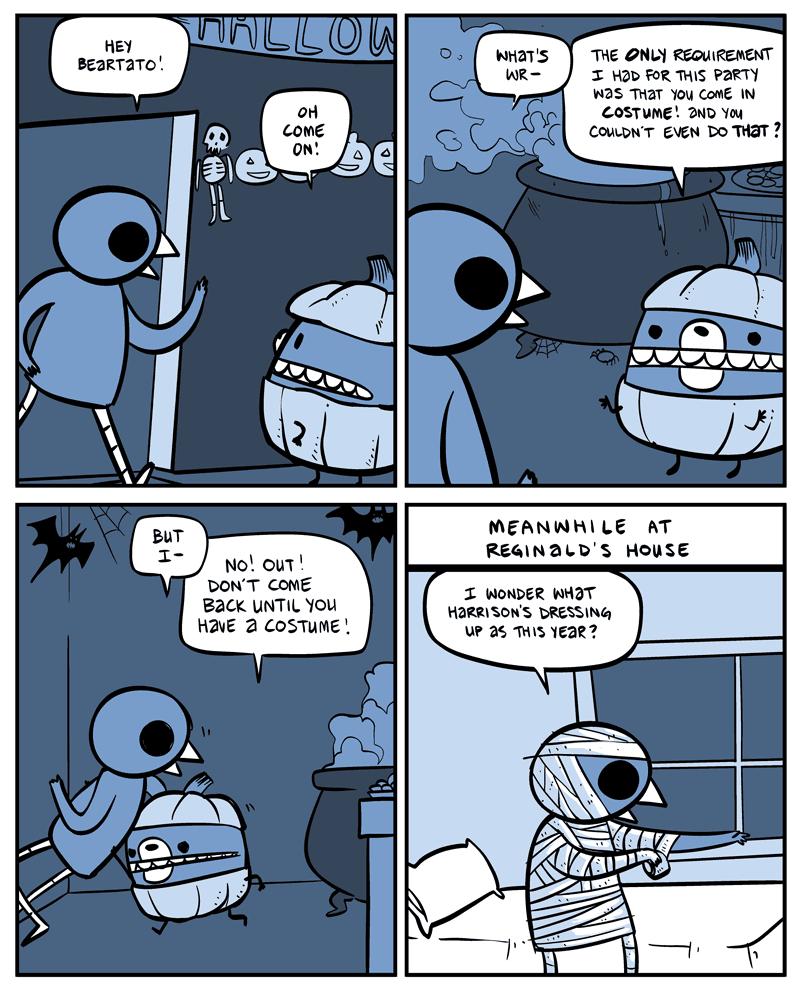 HALLOW
HEY
BEARTATO!
OH
COME
ON!
WHAT'S
WR-
THE ONLY REQUIREMENT
I HAD FOR THIS PARTY
WAS THAT YOU COME IN
COSTUME! AND YOU
COULDN'T EVEN DO THAT?
BUT
I-
NO! OUT!
DON'T COME
BACK UNTIL YOU
HAVE A COSTUME!
MEANWHILE AT
REGINALD'S HOUSE
I WONDER WHAT
HARRISON'S DRESSING
UP AS THIS YEAR?